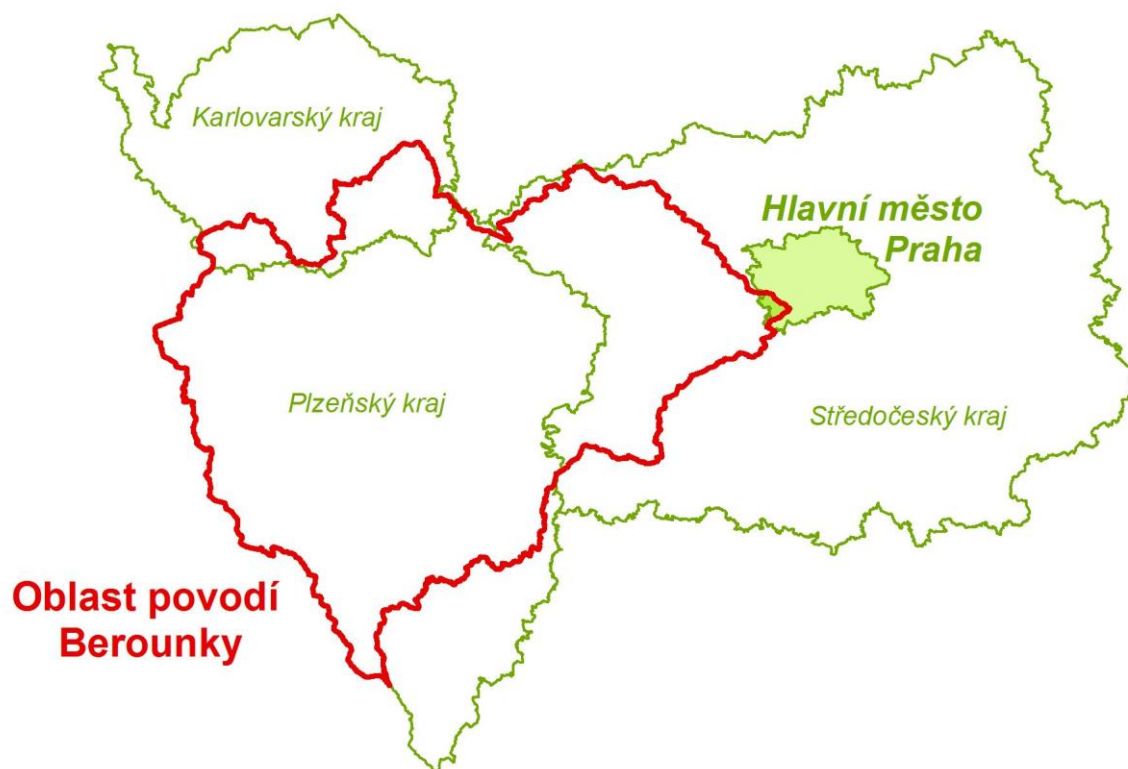 Karlovarský kraj
Hlavní město
Praha
Plzeňský kraj
Středočeský kraj
Oblast povodí
Berounky